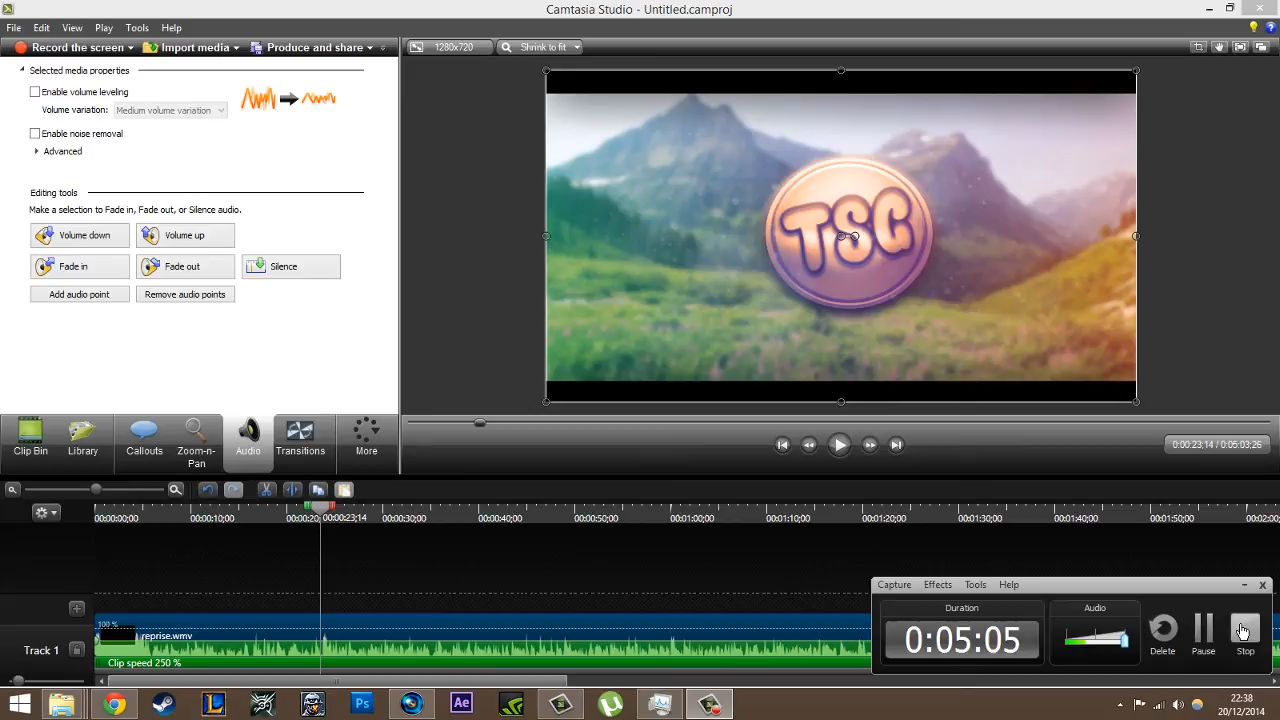 Camtasia Studio - Untitled.camproj
File Edit View Play Tools Help
Record the screen Import media Produce and share
1280x720 Shrink to fit
Selected media properties
Enable volume leveling
Volume variation: Medium volume variation
Enable noise removal
Advanced
Editing tools
Make a selection to Fade in, Fade out, or Silence audio.
Volume down Volume up
Fade in Fade out Silence
Add audio point Remove audio points
TSC
Clip Bin Library Callouts Zoom-n-Pan Audio Transitions More
0:00:23;14 / 0:05:03;26
00:00:00;00 00:00:10;00 00:00:20; 00:00:23;14 00:00:30;00 00:00:40;00 00:00:50;00 00:01:00;00 00:01:10;00 00:01:20;00 00:01:30;00 00:01:40;00 00:01:50;00 00:02:00
100 %
reprise.wmv
Track 1
Clip speed 250 %
Capture Effects Tools Help
Duration Audio
0:05:05
Delete Pause Stop
Ps Ae
22:38
20/12/2014